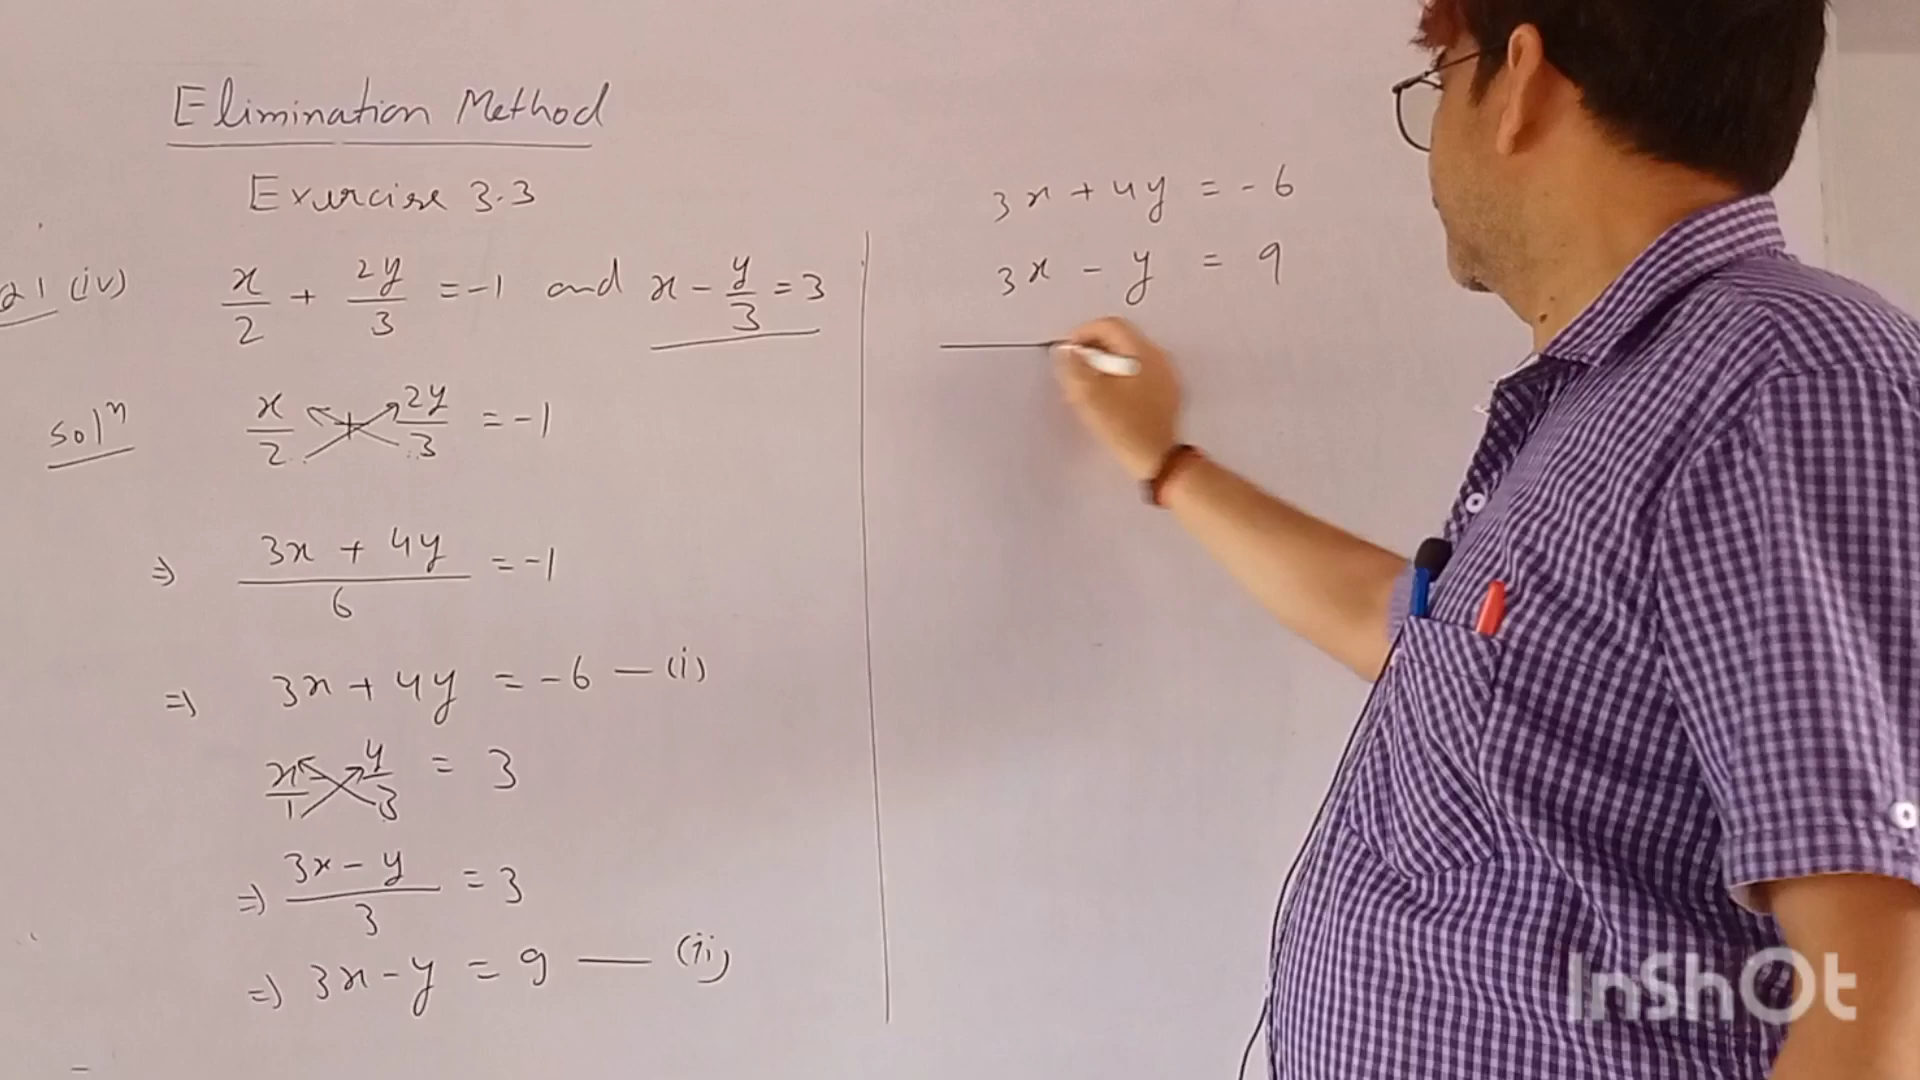 Elimination Method
Exercise 3.3
Q1 (iv) x/2 + 2y/3 = -1 and x - y/3 = 3
Solⁿ x/2 + 2y/3 = -1
⇒ 3x + 4y/6 = -1
⇒ 3x + 4y = -6 — (i)
x/1 y/3 = 3
⇒ 3x - y/3 = 3
⇒ 3x - y = 9 — (ii)
3x + 4y = -6
3x - y = 9
InShOt